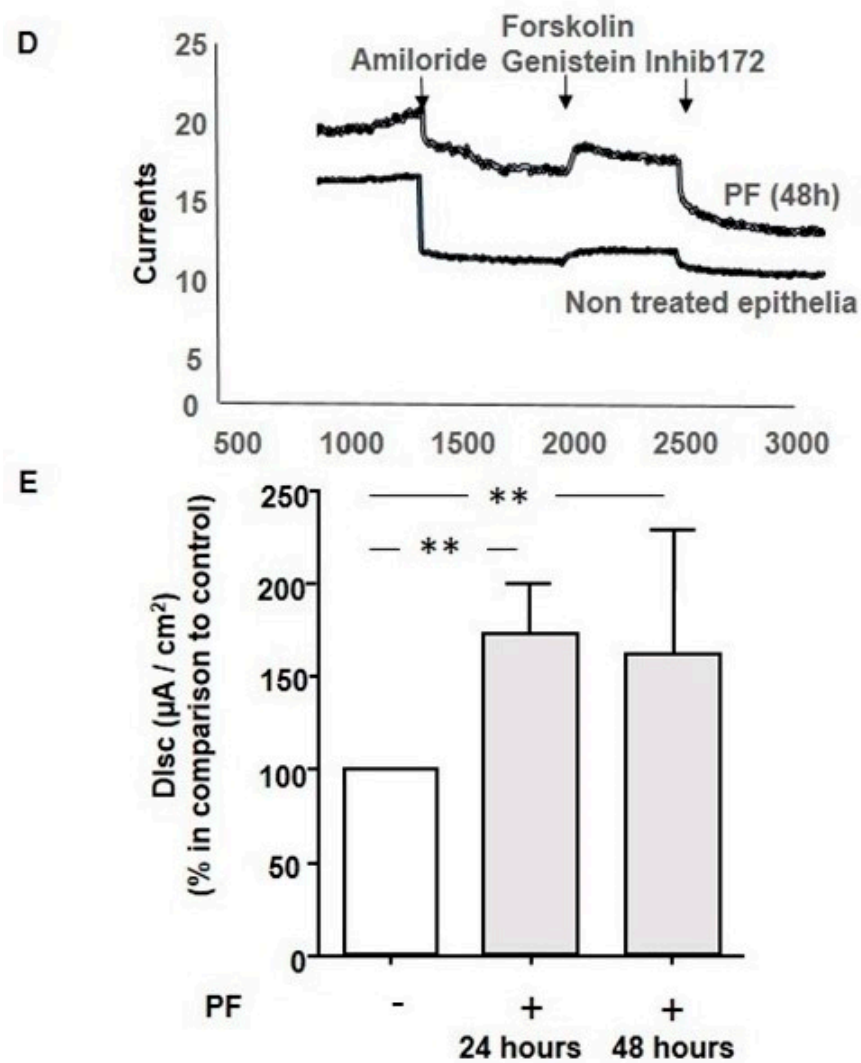 D
Forskolin
Amiloride Genistein Inhib172
25
20
15
10
5
0
Currents
PF (48h)
Non treated epithelia
500 1000 1500 2000 2500 3000
E
250
200
150
100
50
0
DIsc (µA / cm²)
(% in comparison to control)
**
**
PF - + +
24 hours 48 hours